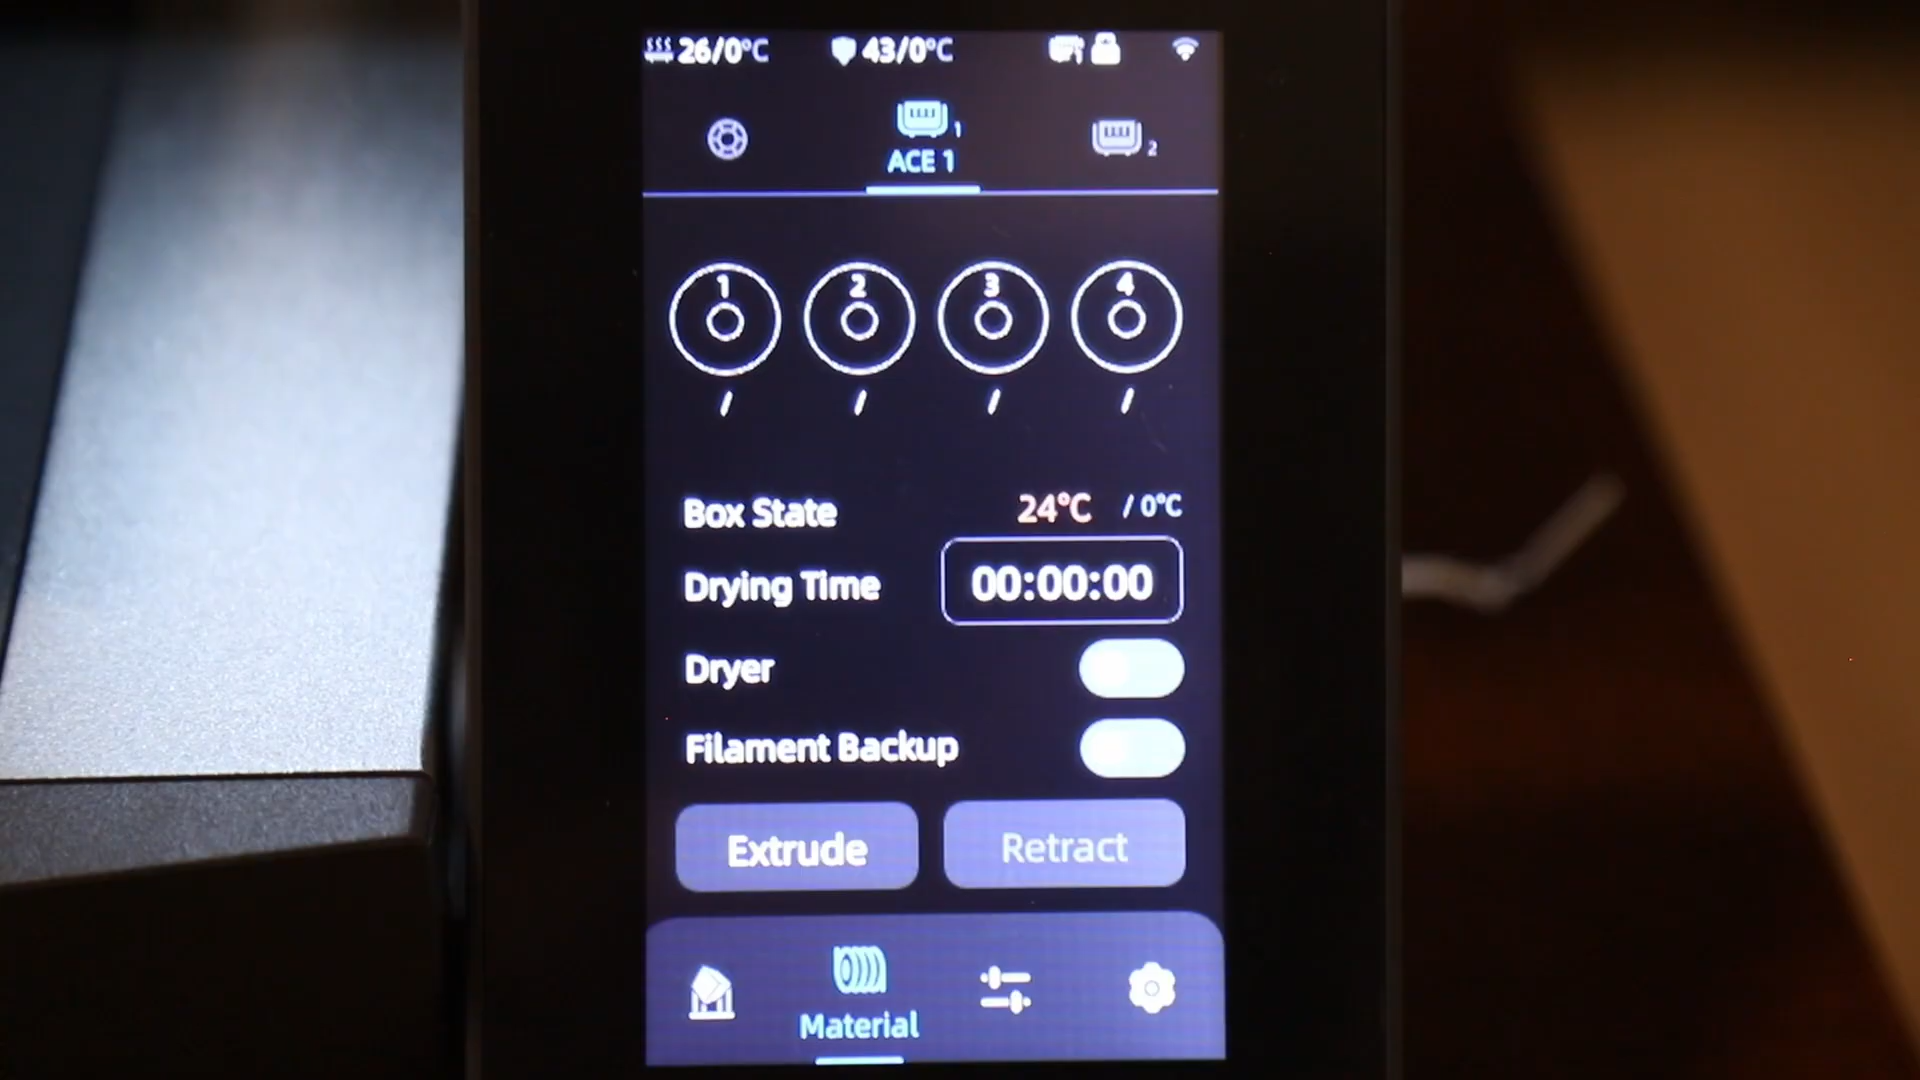 26/0°C 43/0°C
1
ACE 1
2
1 2 3 4
/ / / /
Box State 24°C / 0°C
Drying Time 00:00:00
Dryer
Filament Backup
Extrude Retract
Material